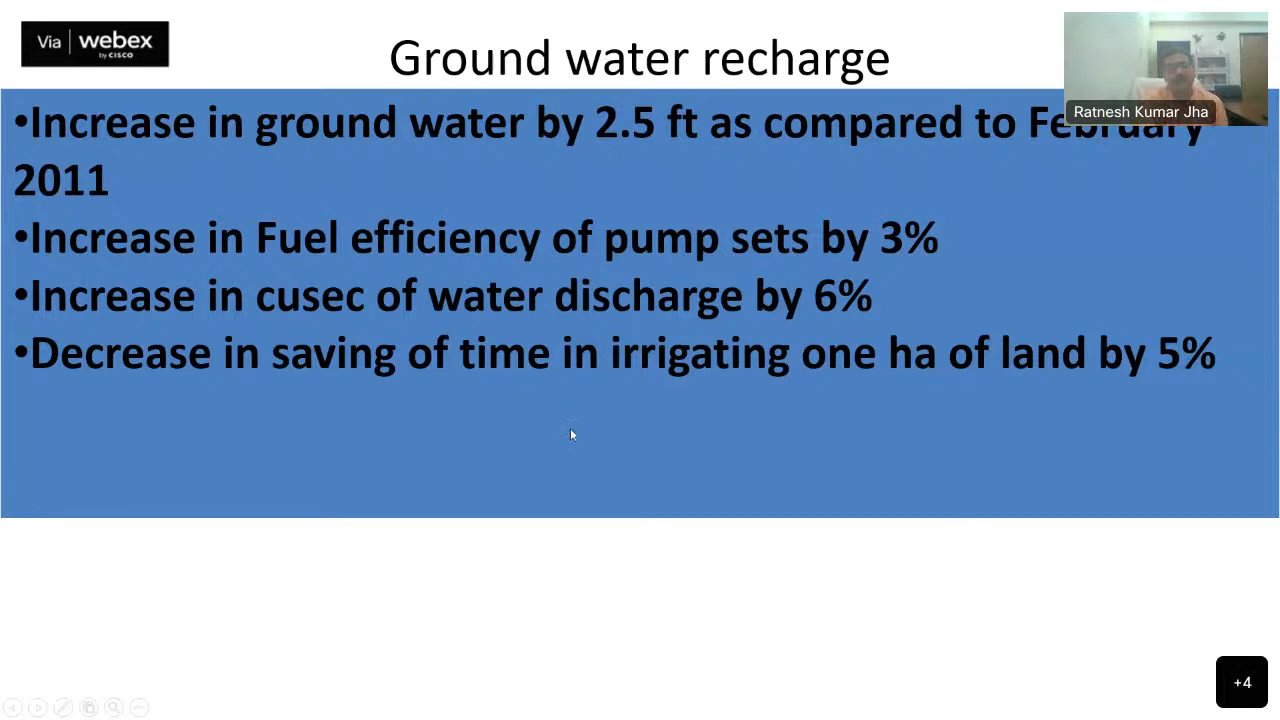 Via webex
by CISCO
Ground water recharge
Ratnesh Kumar Jha
•Increase in ground water by 2.5 ft as compared to February
2011
•Increase in Fuel efficiency of pump sets by 3%
•Increase in cusec of water discharge by 6%
•Decrease in saving of time in irrigating one ha of land by 5%
+4